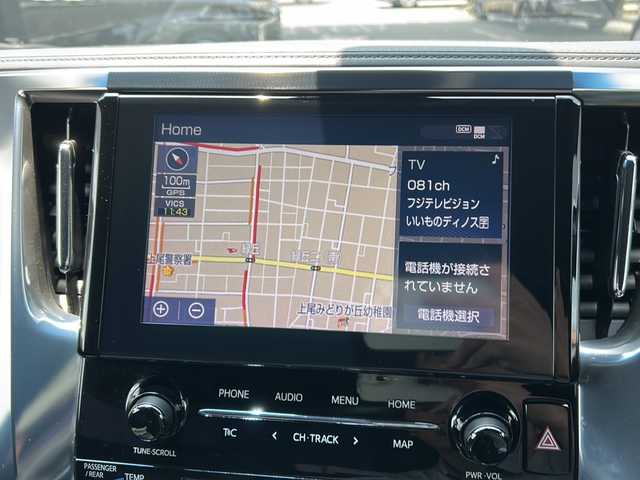 Home
DCM
DCM
100m
GPS
VICS
11:43
TV
081ch
フジテレビジョン
いいものディノス
緑丘
上尾警察署
上尾みどりが丘幼稚園
電話機が接続さ
れていません
電話機選択
PHONE AUDIO MENU HOME
T/C CH·TRACK MAP
TUNE·SCROLL
PWR·VOL
PASSENGER
/REAR
TEMP